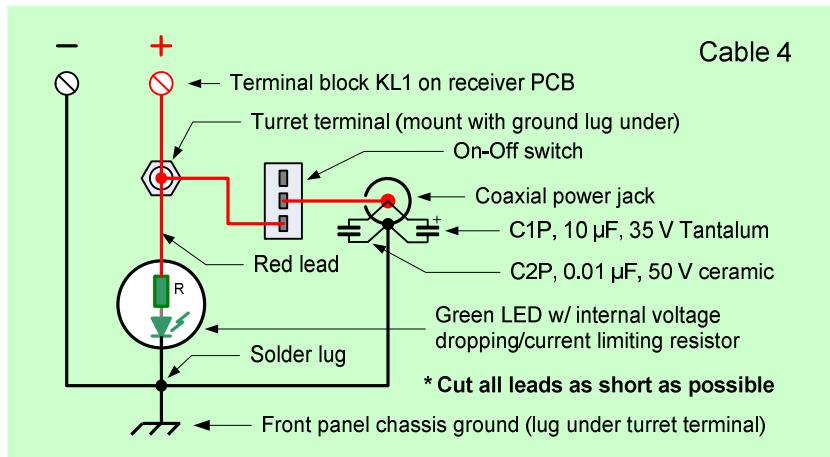 − +
Cable 4
Terminal block KL1 on receiver PCB
Turret terminal (mount with ground lug under)
On-Off switch
Coaxial power jack
+
C1P, 10 µF, 35 V Tantalum
Red lead
C2P, 0.01 µF, 50 V ceramic
R
Green LED w/ internal voltage
dropping/current limiting resistor
Solder lug
* Cut all leads as short as possible
Front panel chassis ground (lug under turret terminal)